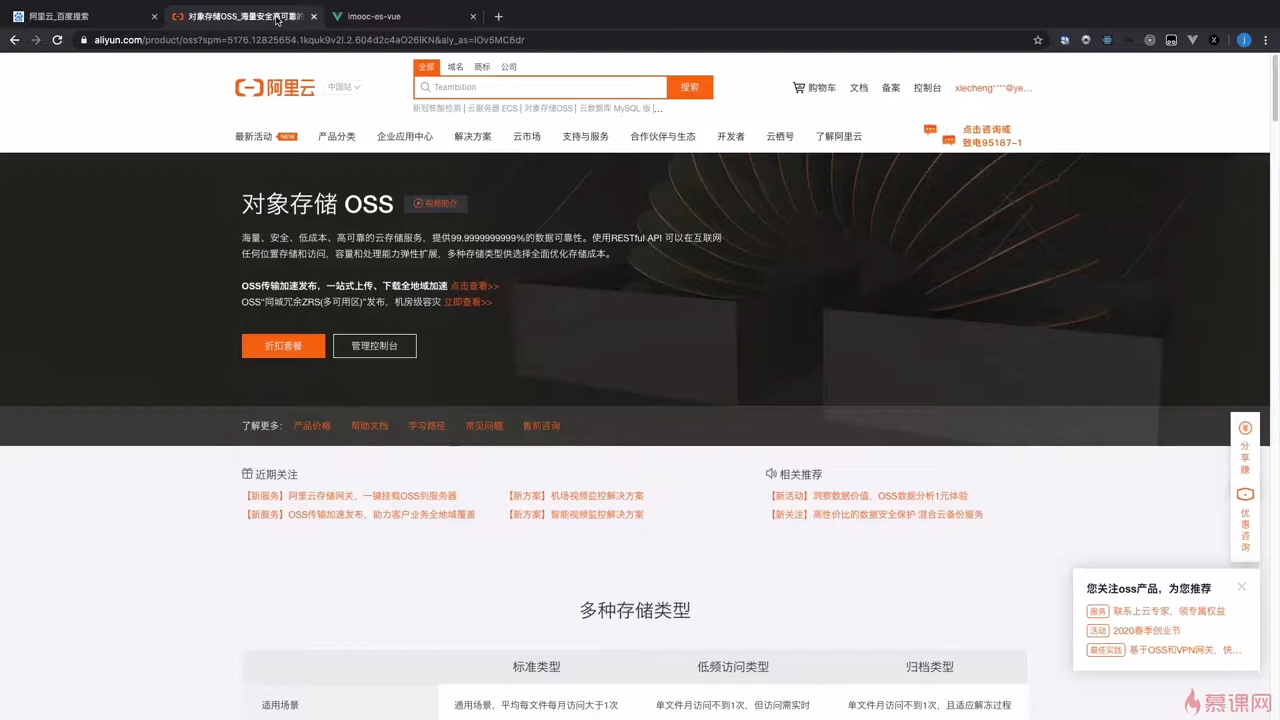 阿里云_百度搜索
对象存储OSS_海量安全高可靠的
imooc-es-vue
aliyun.com/product/oss?spm=5176.12825654.1kquk9v2l.2.604d2c4aO26IKN&aly_as=IOv5MC6dr
全部 域名 商标 公司
阿里云 中国站
Teambition 搜索
购物车 文档 备案 控制台 xiecheng****@ye...
新冠核酸检测 | 云服务器 ECS | 对象存储OSS | 云数据库 MySQL 版 |...
最新活动 NEW 产品分类 企业应用中心 解决方案 云市场 支持与服务 合作伙伴与生态 开发者 云栖号 了解阿里云
点击咨询或
致电95187-1
对象存储 OSS 视频简介
海量、安全、低成本、高可靠的云存储服务，提供99.9999999999%的数据可靠性。使用RESTful API 可以在互联网
任何位置存储和访问，容量和处理能力弹性扩展，多种存储类型供选择全面优化存储成本。
OSS传输加速发布，一站式上传、下载全地域加速 点击查看>>
OSS“同城冗余ZRS(多可用区)”发布，机房级容灾 立即查看>>
折扣套餐 管理控制台
了解更多： 产品价格 帮助文档 学习路径 常见问题 售前咨询
近期关注
【新服务】阿里云存储网关，一键挂载OSS到服务器 【新方案】机场视频监控解决方案
【新服务】OSS传输加速发布，助力客户业务全地域覆盖 【新方案】智能视频监控解决方案
相关推荐
【新活动】洞察数据价值，OSS数据分析1元体验
【新关注】高性价比的数据安全保护 混合云备份服务
分享赚
优惠咨询
您关注oss产品，为您推荐
服务 联系上云专家，领专属权益
活动 2020春季创业节
最佳实践 基于OSS和VPN网关，快...
多种存储类型
标准类型 低频访问类型 归档类型
适用场景 通用场景，平均每文件每月访问大于1次 单文件月访问不到1次，但访问需实时 单文件月访问不到1次，且适应解冻过程
慕课网